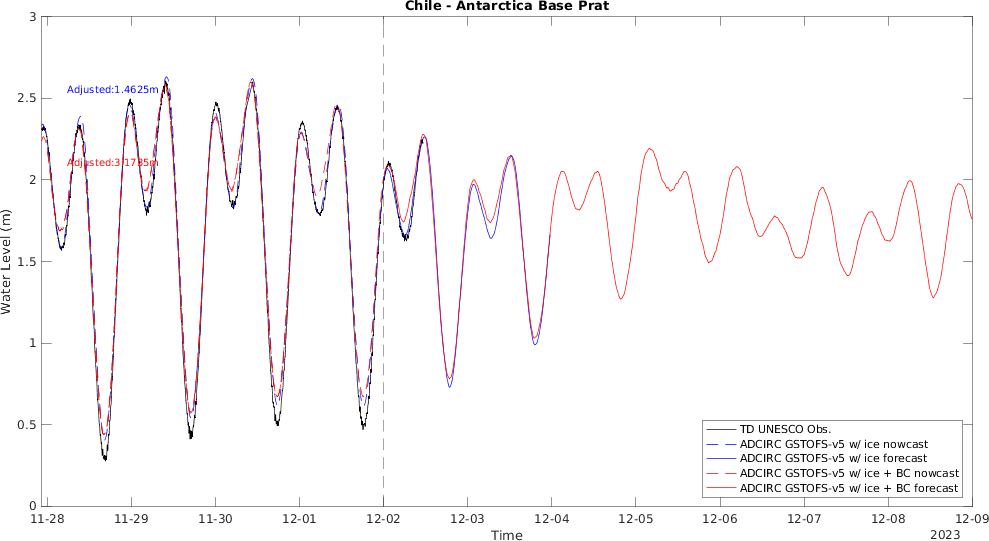 Chile - Antarctica Base Prat
3
2.5
2
1.5
1
0.5
0
Water Level (m)
Adjusted:1.4625m
Adjusted:3.1785m
TD UNESCO Obs.
ADCIRC GSTOFS-v5 w/ ice nowcast
ADCIRC GSTOFS-v5 w/ ice forecast
ADCIRC GSTOFS-v5 w/ ice + BC nowcast
ADCIRC GSTOFS-v5 w/ ice + BC forecast
11-28 11-29 11-30 12-01 12-02 12-03 12-04 12-05 12-06 12-07 12-08 12-09
Time
2023